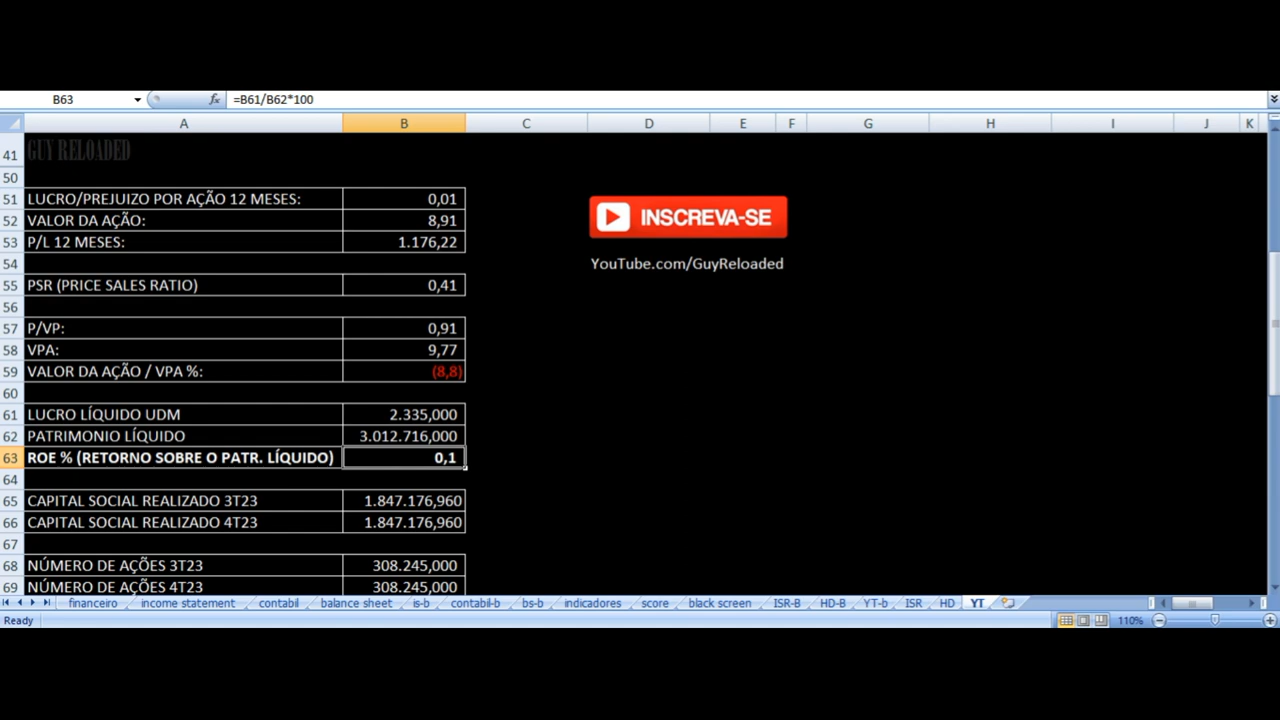 B63 fx =B61/B62*100
A B C D E F G H I J K
41 GUY RELOADED
50
51 LUCRO/PREJUIZO POR AÇÃO 12 MESES: 0,01
INSCREVA-SE
52 VALOR DA AÇÃO: 8,91
53 P/L 12 MESES: 1.176,22
54
YouTube.com/GuyReloaded
55 PSR (PRICE SALES RATIO) 0,41
56
57 P/VP: 0,91
58 VPA: 9,77
59 VALOR DA AÇÃO / VPA %: (8,8)
60
61 LUCRO LÍQUIDO UDM 2.335,000
62 PATRIMONIO LÍQUIDO 3.012.716,000
63 ROE % (RETORNO SOBRE O PATR. LÍQUIDO) 0,1
64
65 CAPITAL SOCIAL REALIZADO 3T23 1.847.176,960
66 CAPITAL SOCIAL REALIZADO 4T23 1.847.176,960
67
68 NÚMERO DE AÇÕES 3T23 308.245,000
69 NÚMERO DE AÇÕES 4T23 308.245,000
financeiro income statement contabil balance sheet is-b contabil-b bs-b indicadores score black screen ISR-B HD-B YT-b ISR HD YT
Ready 110%